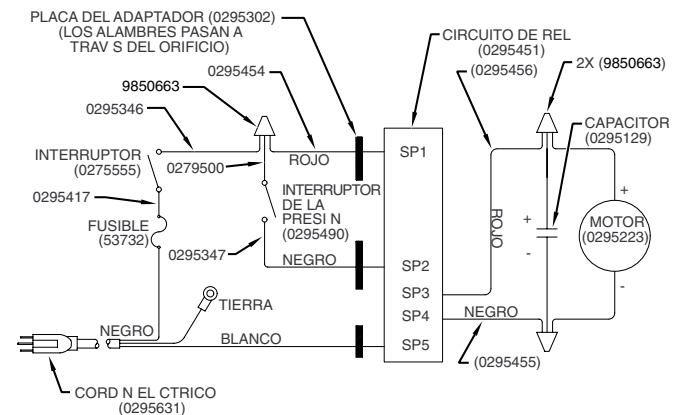 PLACA DEL ADAPTADOR (0295302)
(LOS ALAMBRES PASAN A
TRAV S DEL ORIFICIO)
CIRCUITO DE REL
(0295451)
0295454
(0295456)
2X (9850663)
9850663
0295346
CAPACITOR
(0295129)
ROJO
SP1
INTERRUPTOR
(0275555)
0279500
INTERRUPTOR
DE LA
PRESI N
(0295490)
0295417
ROJO
+
+
MOTOR
(0295223)
FUSIBLE
(53732)
0295347
NEGRO
SP2
-
-
SP3
TIERRA
SP4
NEGRO
NEGRO
BLANCO
SP5
(0295455)
CORD N EL CTRICO
(0295631)